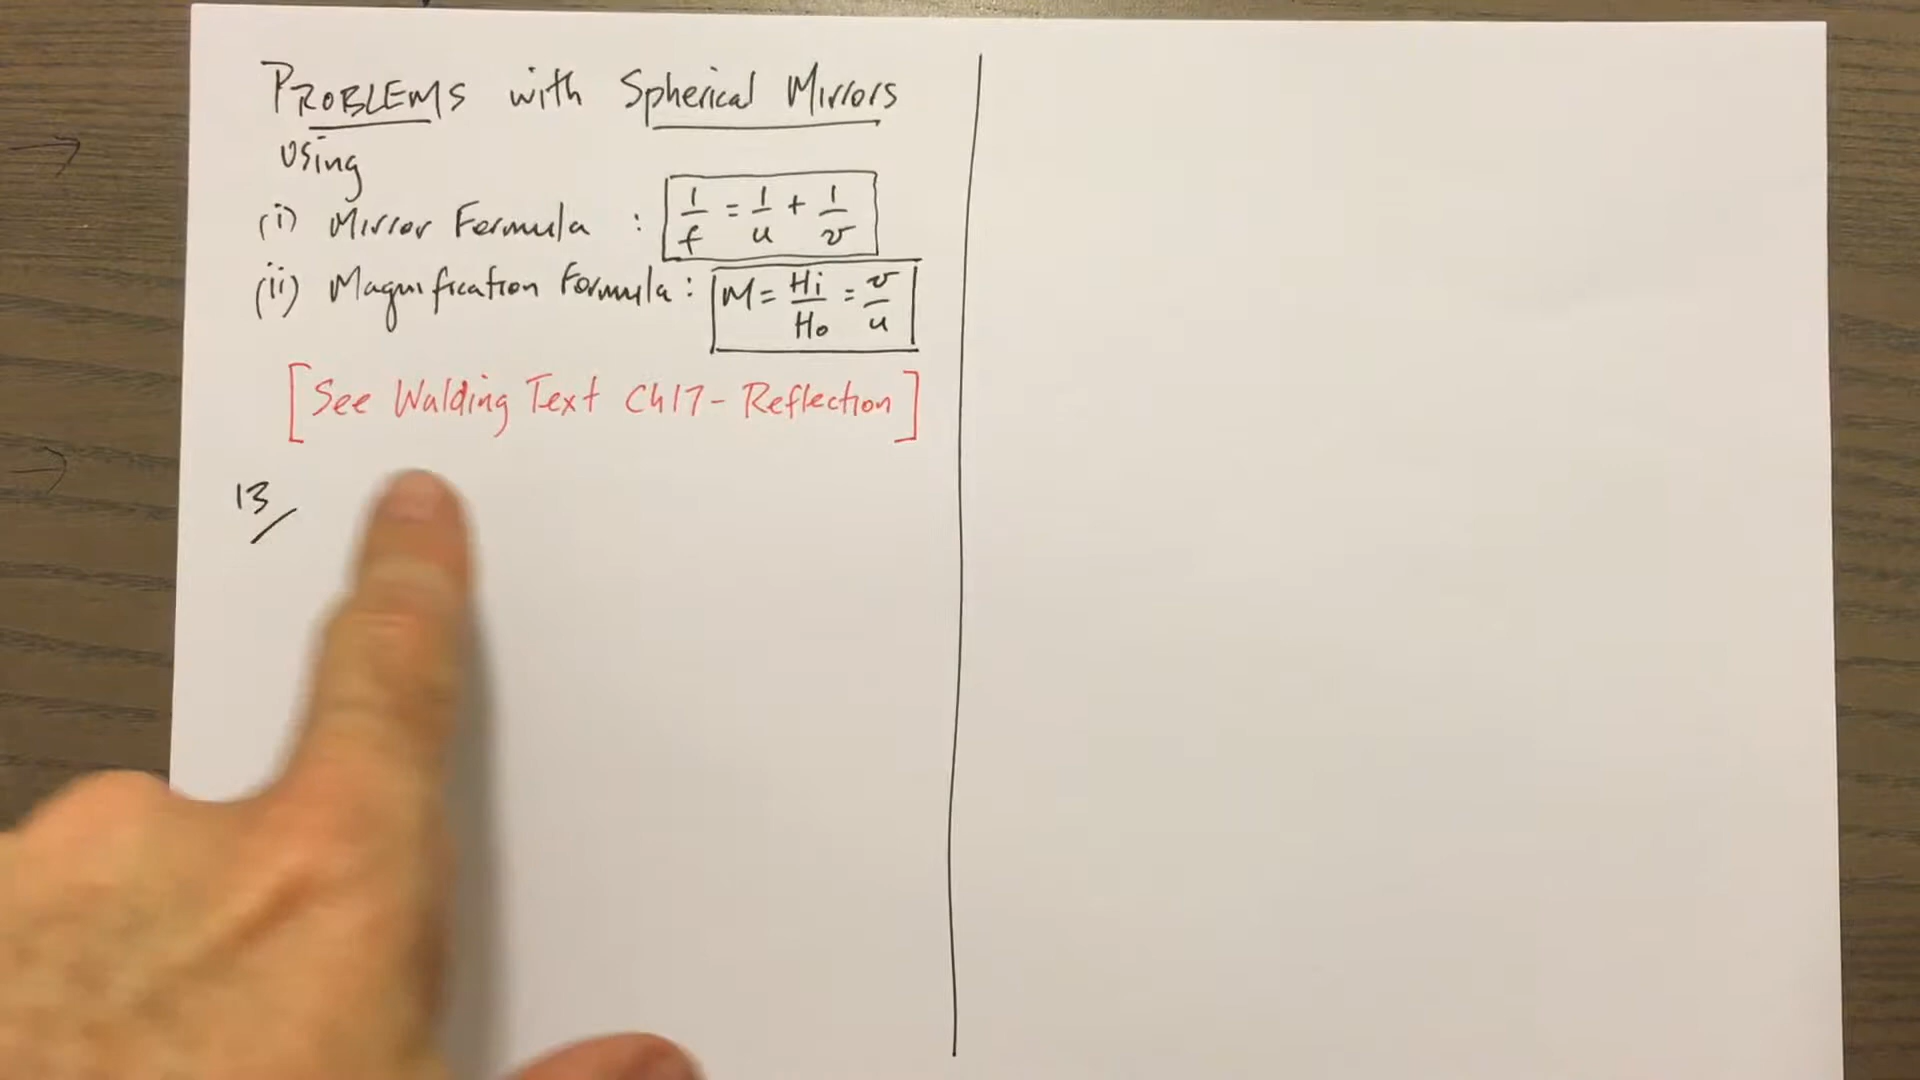 PROBLEMS with Spherical Mirrors
Using
(i) Mirror Formula : 1/f = 1/u + 1/v
(ii) Magnification Formula : M = Hi/Ho = v/u
[See Walding Text Ch17 - Reflection]
13/